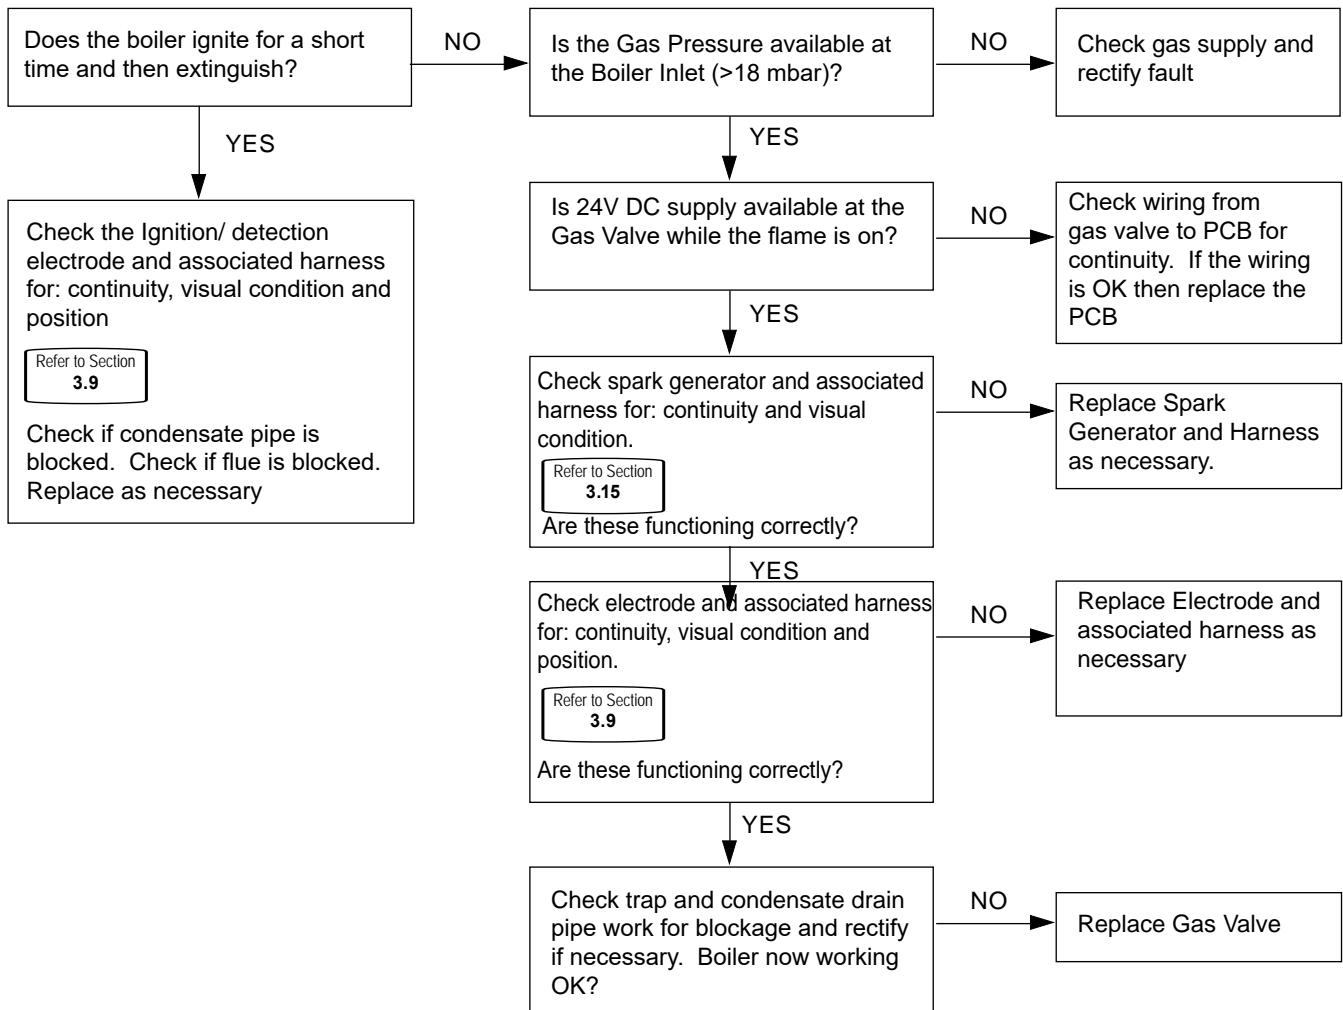 Does the boiler ignite for a short
time and then extinguish?
NO
Is the Gas Pressure available at
the Boiler Inlet (>18 mbar)?
NO
Check gas supply and
rectify fault
YES
YES
Check the Ignition/ detection
electrode and associated harness
for: continuity, visual condition and
position
Refer to Section
3.9
Check if condensate pipe is
blocked.  Check if flue is blocked.
Replace as necessary
Is 24V DC supply available at the
Gas Valve while the flame is on?
NO
Check wiring from
gas valve to PCB for
continuity.  If the wiring
is OK then replace the
PCB
YES
Check spark generator and associated
harness for: continuity and visual
condition.
Refer to Section
3.15
Are these functioning correctly?
NO
Replace Spark
Generator and Harness
as necessary.
YES
Check electrode and associated harness
for: continuity, visual condition and
position.
Refer to Section
3.9
Are these functioning correctly?
NO
Replace Electrode and
associated harness as
necessary
YES
Check trap and condensate drain
pipe work for blockage and rectify
if necessary.  Boiler now working
OK?
NO
Replace Gas Valve